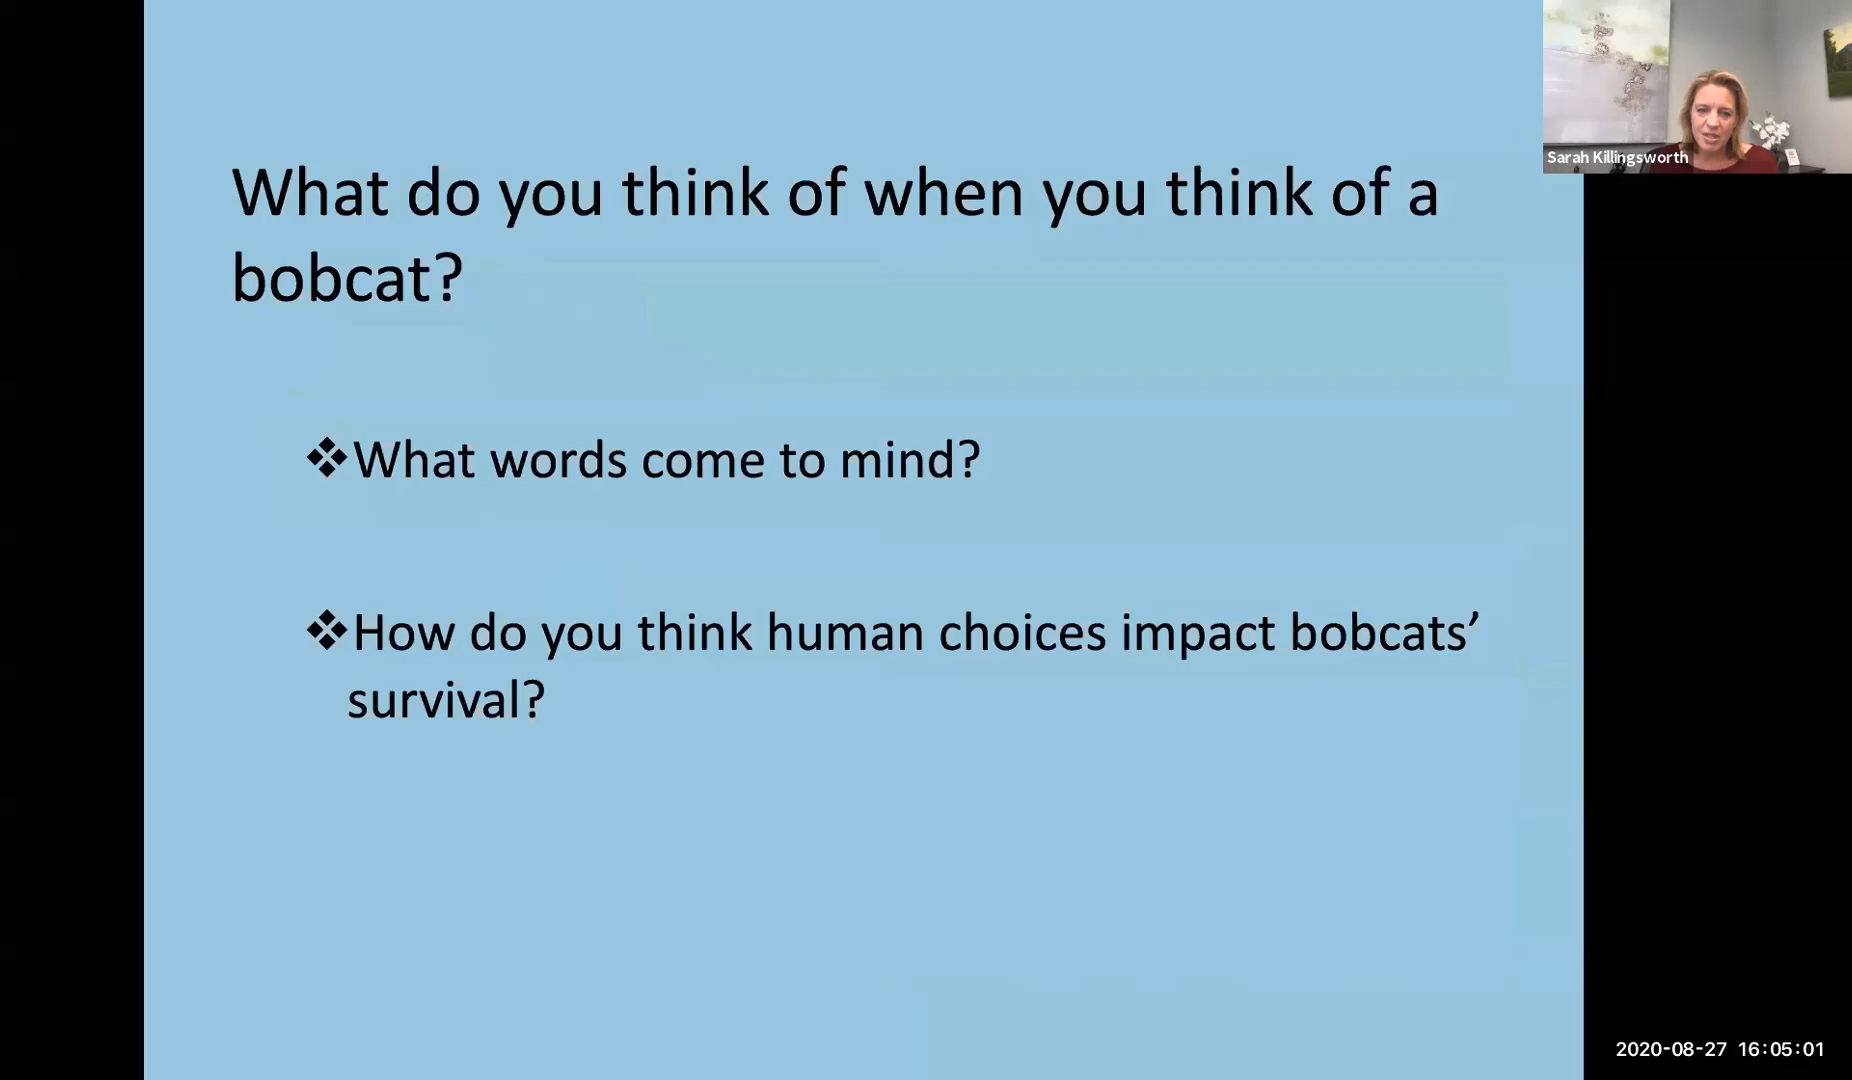 Sarah Killingsworth
What do you think of when you think of a
bobcat?
❖What words come to mind?
❖How do you think human choices impact bobcats’
survival?
2020-08-27 16:05:01